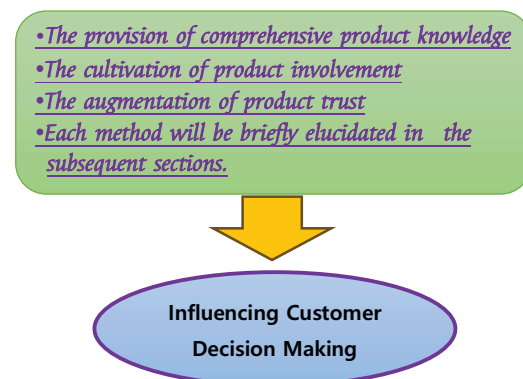 •The provision of comprehensive product knowledge
•The cultivation of product involvement
•The augmentation of product trust
•Each method will be briefly elucidated in the
subsequent sections.
Influencing Customer
Decision Making